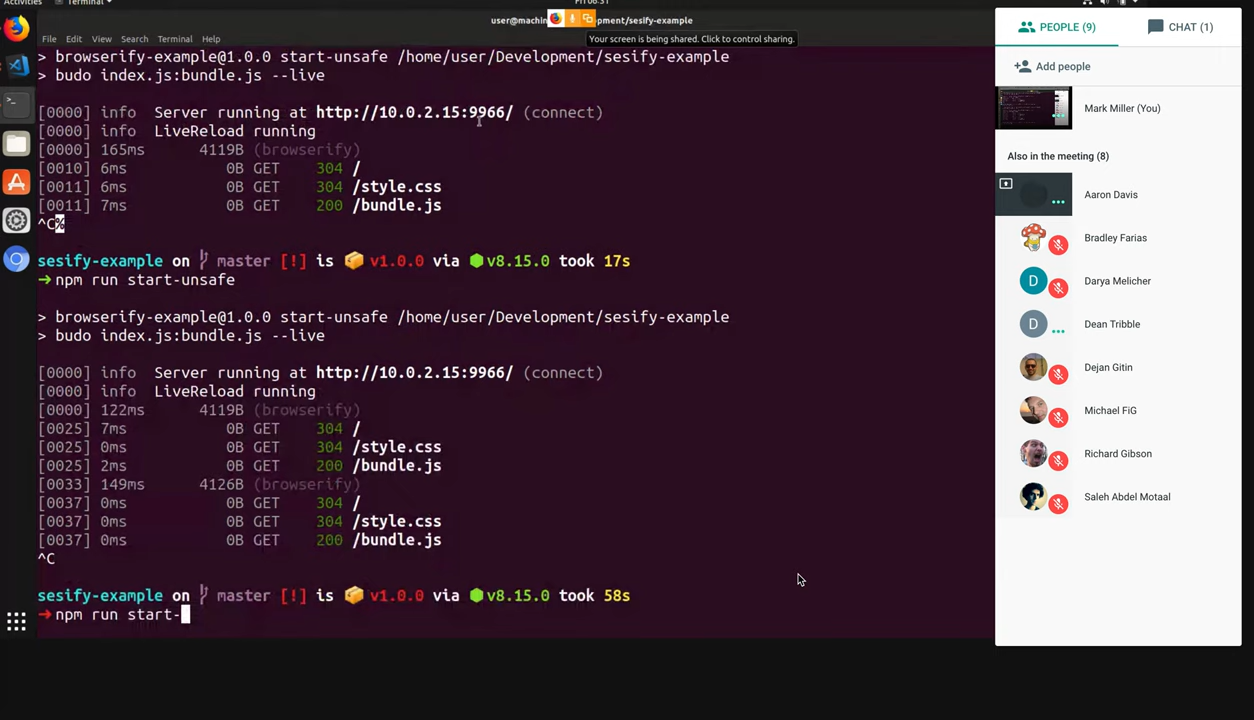 Activities
Terminal
Fri 06:31
user@machin
opment/sesify-example
Your screen is being shared. Click to control sharing.
File Edit View Search Terminal Help
> browserify-example@1.0.0 start-unsafe /home/user/Development/sesify-example
> budo index.js:bundle.js --live
[0000] info Server running at http://10.0.2.15:9966/ (connect)
[0000] info LiveReload running
[0000] 165ms 4119B (browserify)
[0010] 6ms 0B GET 304 /
[0011] 6ms 0B GET 304 /style.css
[0011] 7ms 0B GET 200 /bundle.js
^C%
sesify-example on master [!] is v1.0.0 via v8.15.0 took 17s
➜ npm run start-unsafe
> browserify-example@1.0.0 start-unsafe /home/user/Development/sesify-example
> budo index.js:bundle.js --live
[0000] info Server running at http://10.0.2.15:9966/ (connect)
[0000] info LiveReload running
[0000] 122ms 4119B (browserify)
[0025] 7ms 0B GET 304 /
[0025] 0ms 0B GET 304 /style.css
[0025] 2ms 0B GET 200 /bundle.js
[0033] 149ms 4126B (browserify)
[0037] 0ms 0B GET 304 /
[0037] 0ms 0B GET 304 /style.css
[0037] 0ms 0B GET 200 /bundle.js
^C
sesify-example on master [!] is v1.0.0 via v8.15.0 took 58s
➜ npm run start-
PEOPLE (9)
CHAT (1)
Add people
Mark Miller (You)
Also in the meeting (8)
Aaron Davis
Bradley Farias
D
Darya Melicher
D
Dean Tribble
Dejan Gitin
Michael FiG
Richard Gibson
Saleh Abdel Motaal